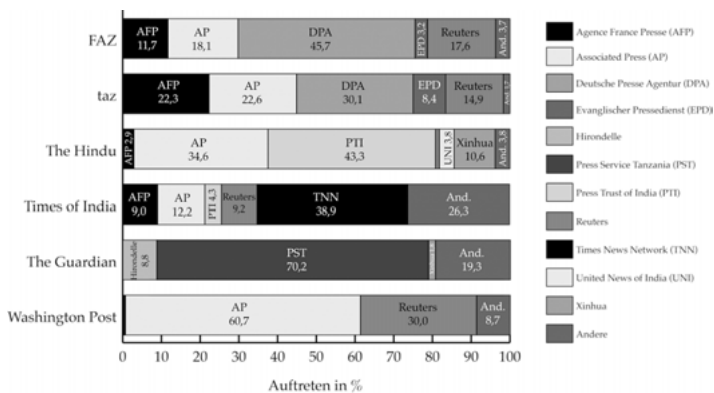 FAZ
AFP
11,7
AP
18,1
DPA
45,7
EPD 3,2
Reuters
17,6
And. 3,7
taz
AFP
22,3
AP
22,6
DPA
30,1
EPD
8,4
Reuters
14,9
The Hindu
AFP 2,9
AP
34,6
PTI
43,3
UNI 3,8
Xinhua
10,6
And. 3,8
Times of India
AFP
9,0
AP
12,2
PTI 4,3
Reuters
9,2
TNN
38,9
And.
26,3
The Guardian
Hirondelle
8,8
PST
70,2
And.
19,3
Washington Post
AP
60,7
Reuters
30,0
And.
8,7
0 10 20 30 40 50 60 70 80 90 100
Auftreten in %
Agence France Presse (AFP)
Associated Press (AP)
Deutsche Presse Agentur (DPA)
Evanglischer Pressedienst (EPD)
Hirondelle
Press Service Tanzania (PST)
Press Trust of India (PTI)
Reuters
Times News Network (TNN)
United News of India (UNI)
Xinhua
Andere